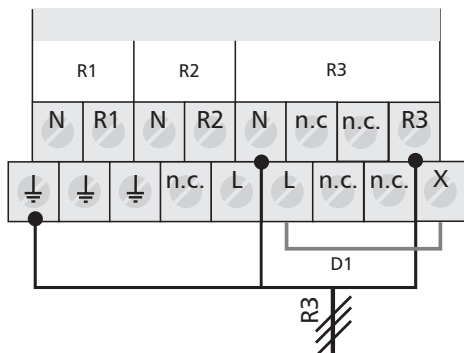 R1 R2 R3
N R1 N R2 N n.c n.c. R3
n.c. L L n.c. n.c. X
D1
R3